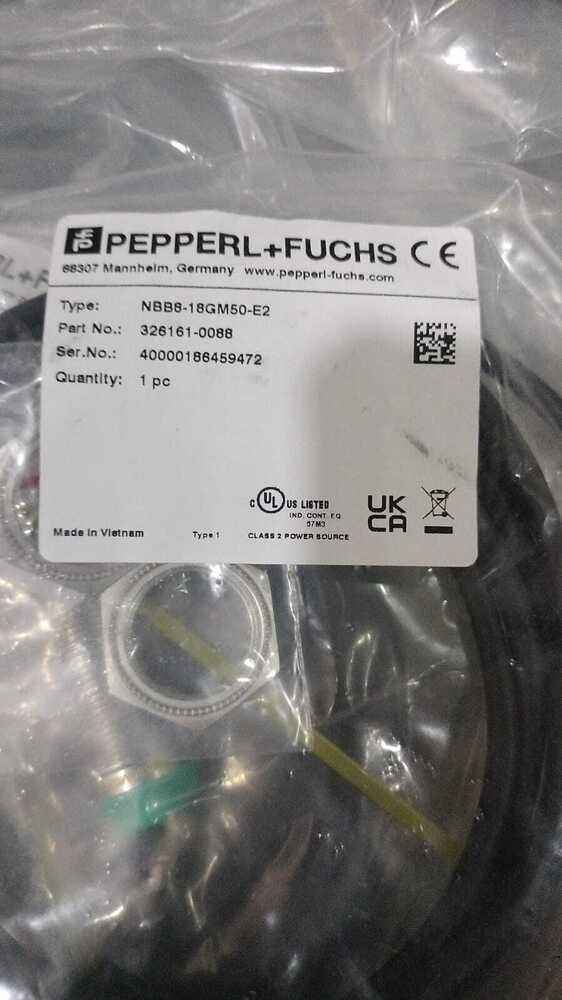 PEPPERL+FUCHS CE
68307 Mannheim, Germany www.pepperl-fuchs.com
Type: NBB8-18GM50-E2
Part No.: 326161-0088
Ser.No.: 40000186459472
Quantity: 1 pc
C UL US LISTED
IND. CONT. EQ
57M3
UK
CA
Made in Vietnam Type 1 CLASS 2 POWER SOURCE